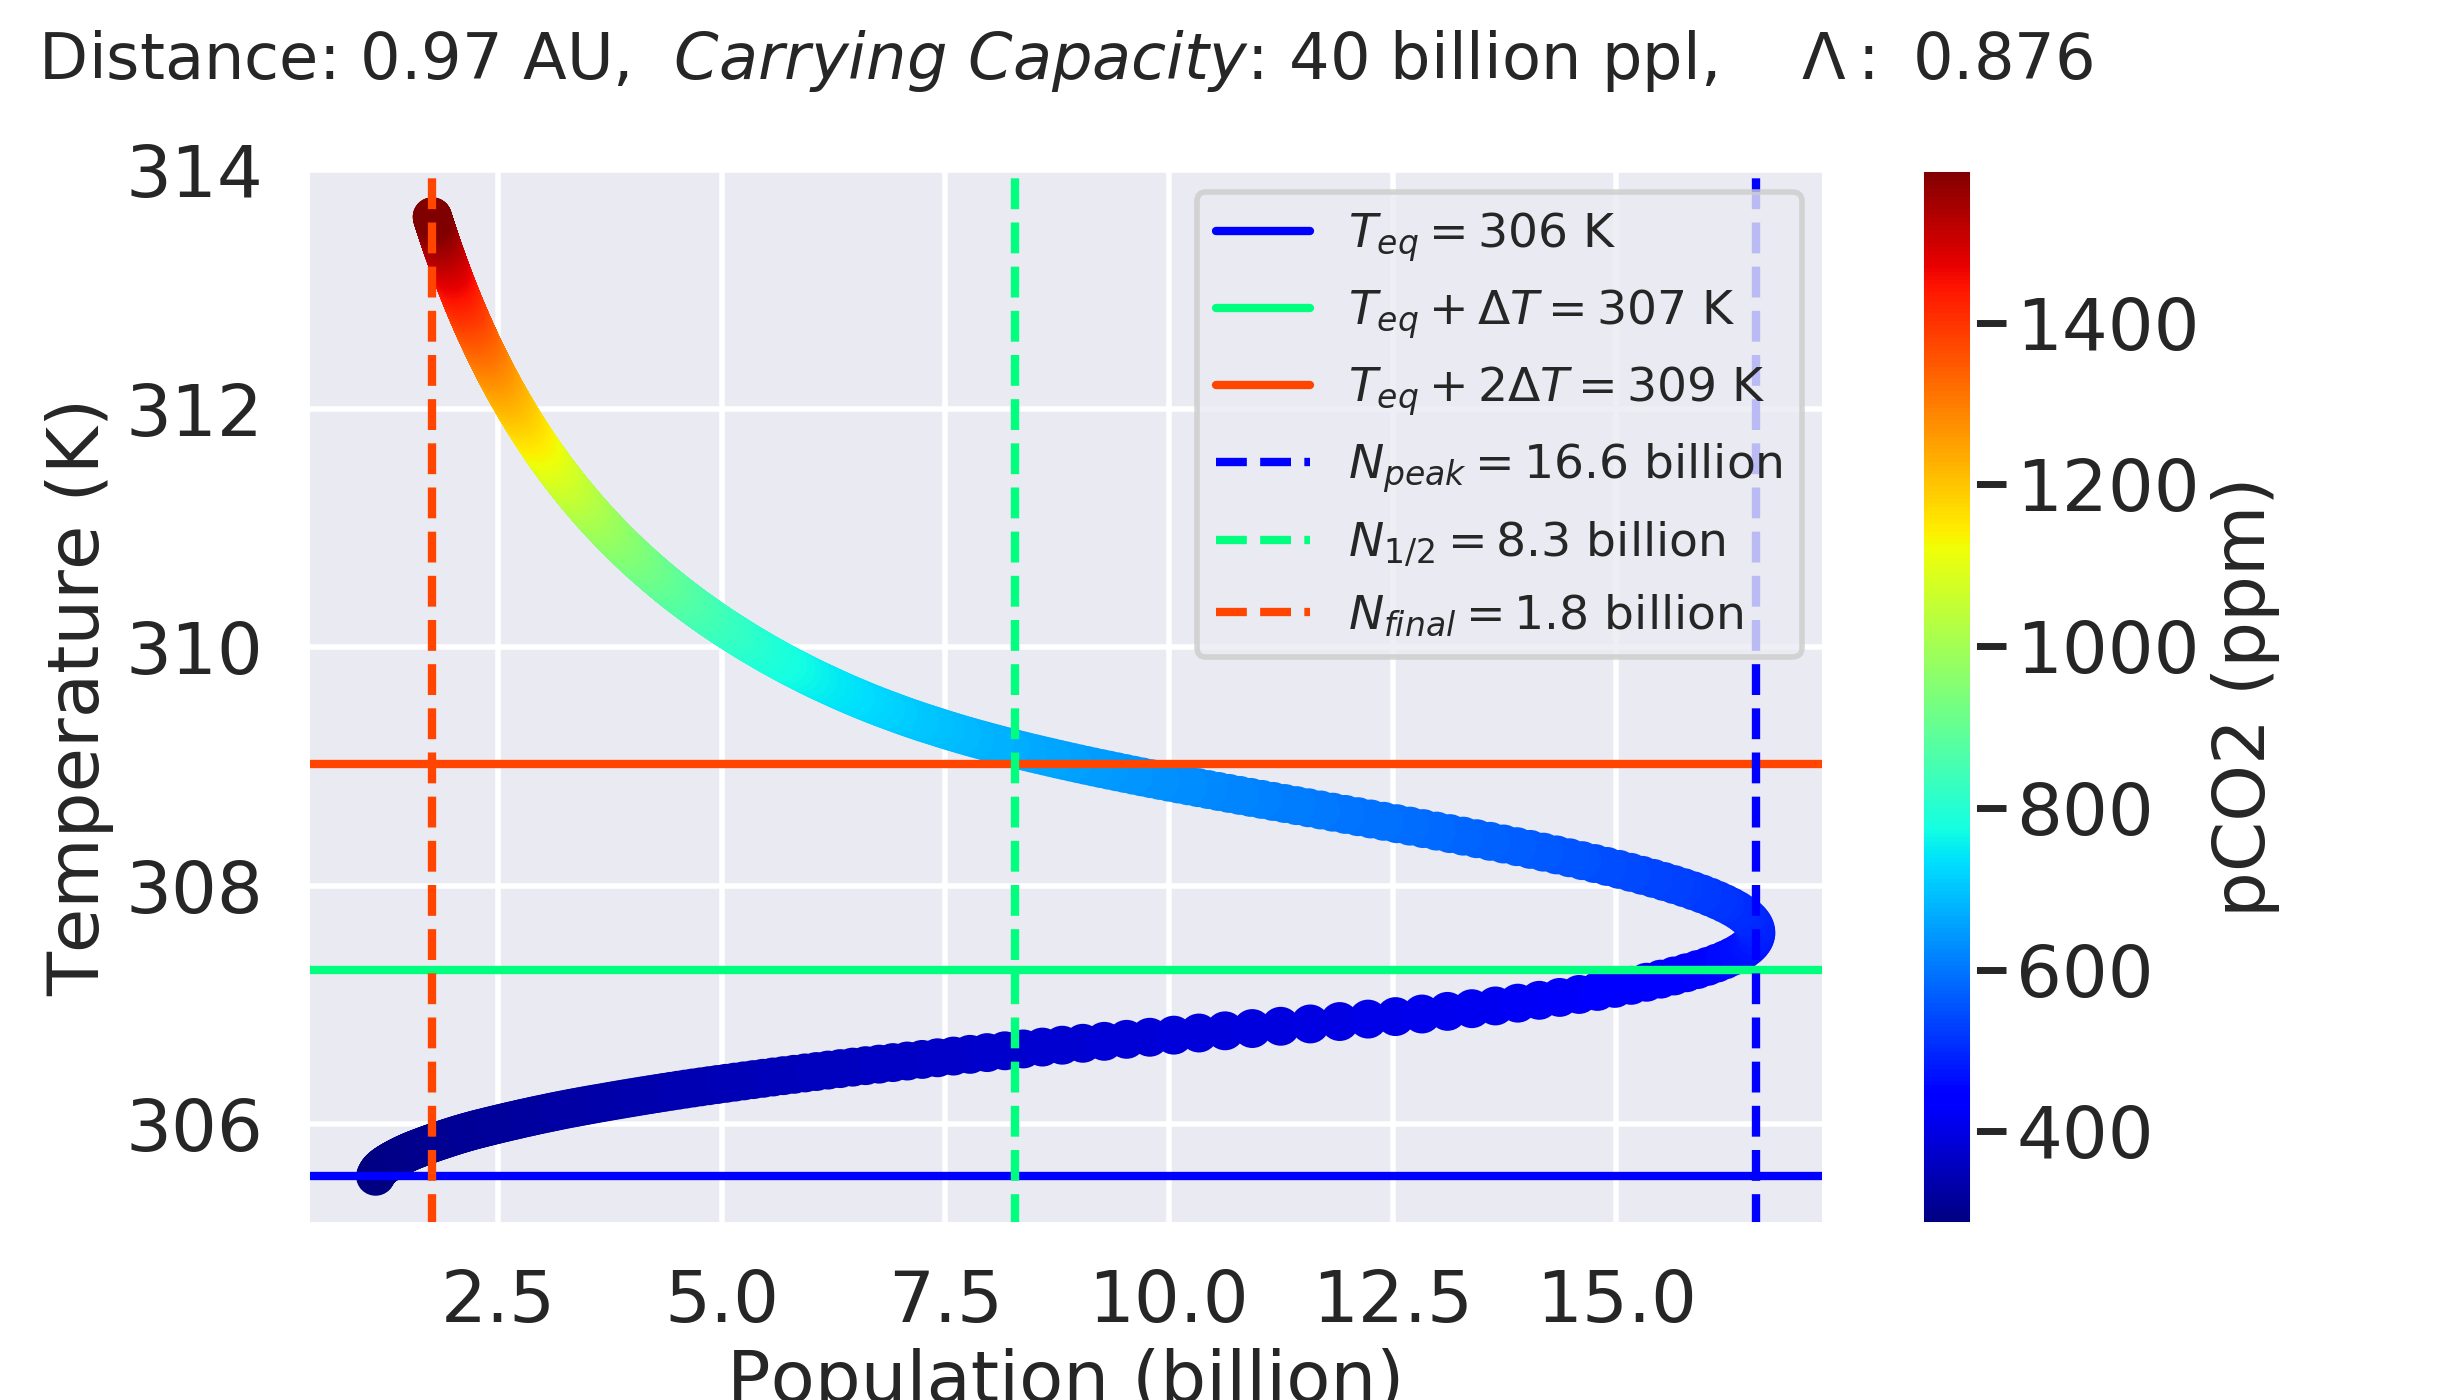 Distance: 0.97 AU, Carrying Capacity: 40 billion ppl, Λ: 0.876
314
312
310
308
306
Temperature (K)
T_eq = 306 K
T_eq + ΔT = 307 K
T_eq + 2ΔT = 309 K
N_peak = 16.6 billion
N_1/2 = 8.3 billion
N_final = 1.8 billion
2.5 5.0 7.5 10.0 12.5 15.0
Population (billion)
1400
1200
1000
800
600
400
pCO2 (ppm)